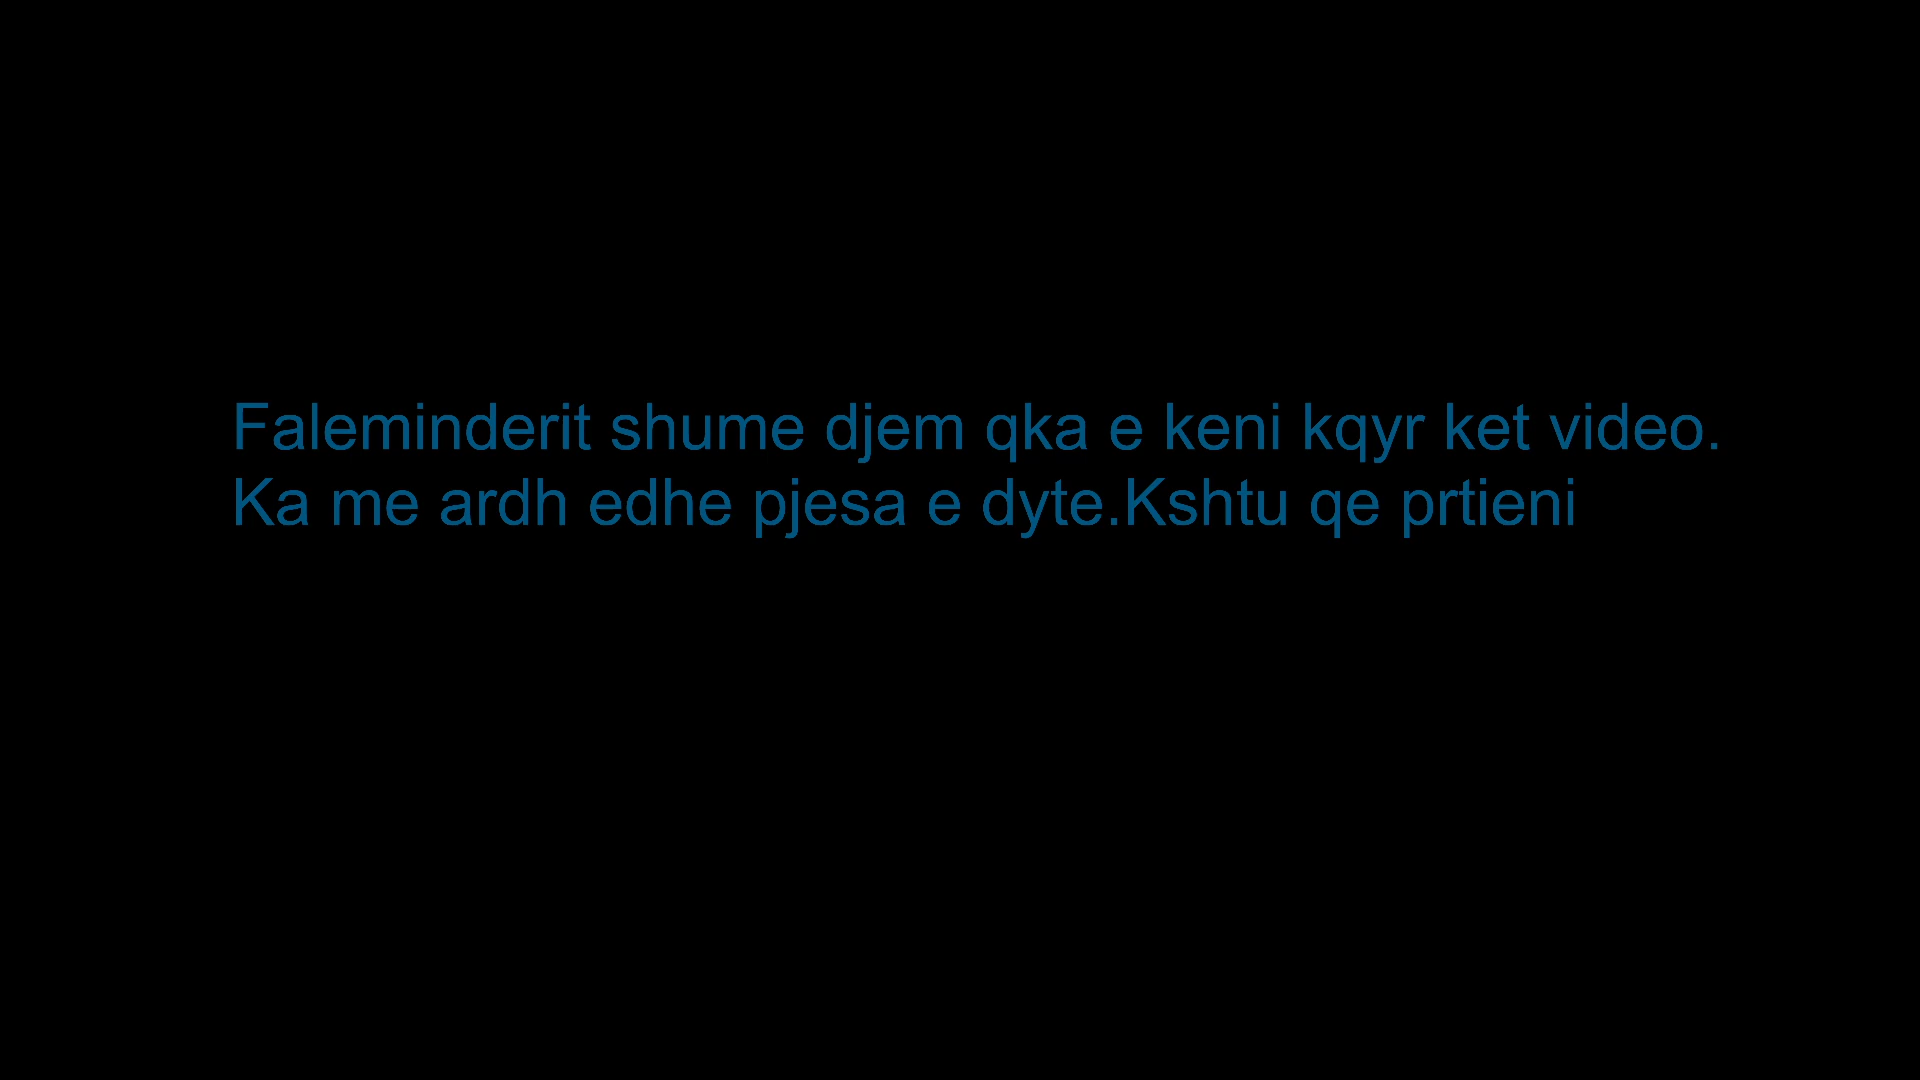 Faleminderit shume djem qka e keni kqyr ket video.
Ka me ardh edhe pjesa e dyte.Kshtu qe prtieni